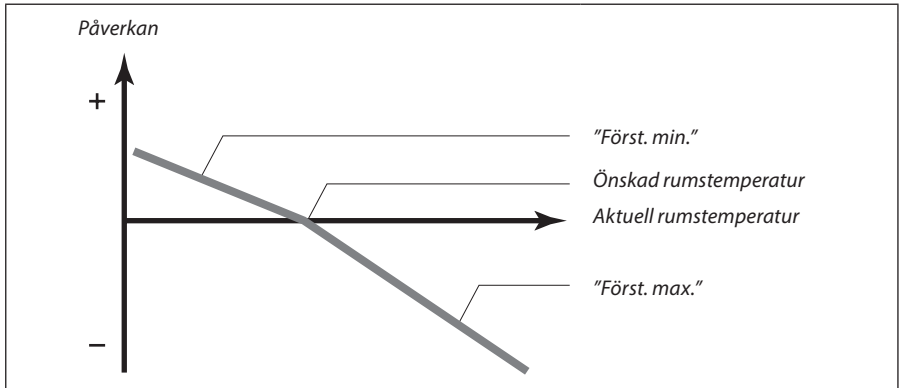 Påverkan
+
"Först. min."
Önskad rumstemperatur
Aktuell rumstemperatur
"Först. max."
–